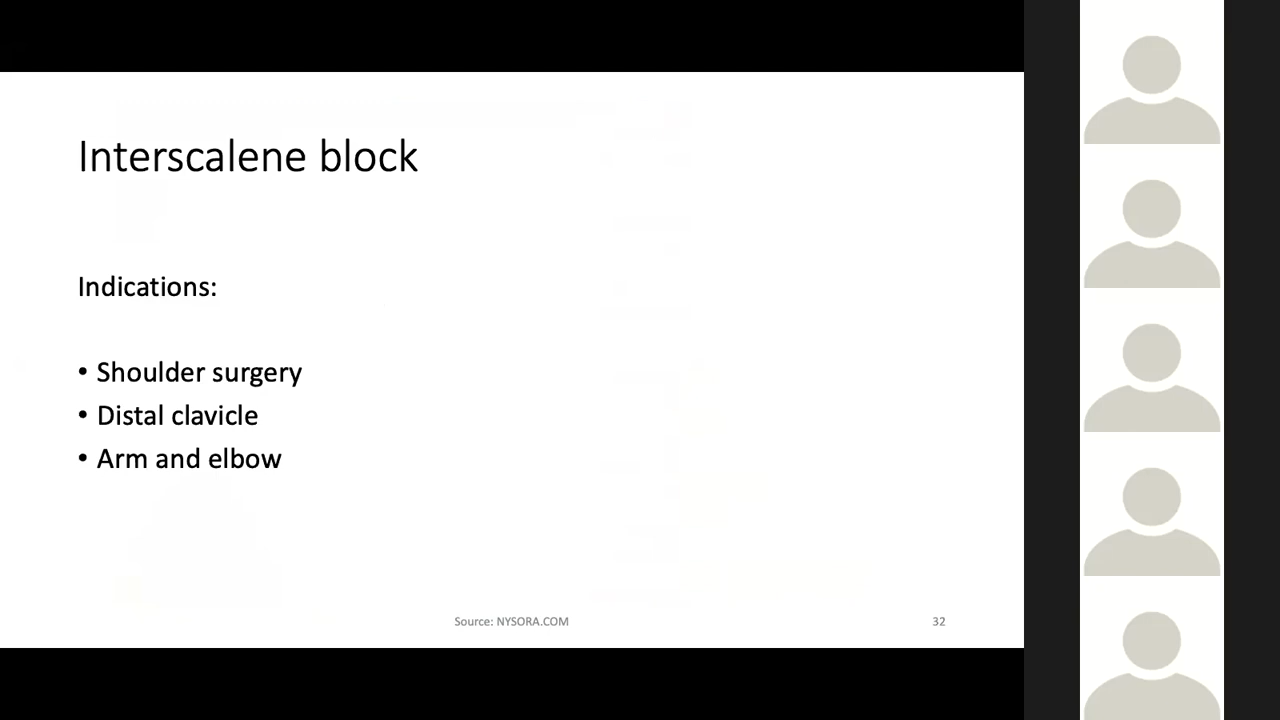 Interscalene block
Indications:
• Shoulder surgery
• Distal clavicle
• Arm and elbow
Source: NYSORA.COM
32